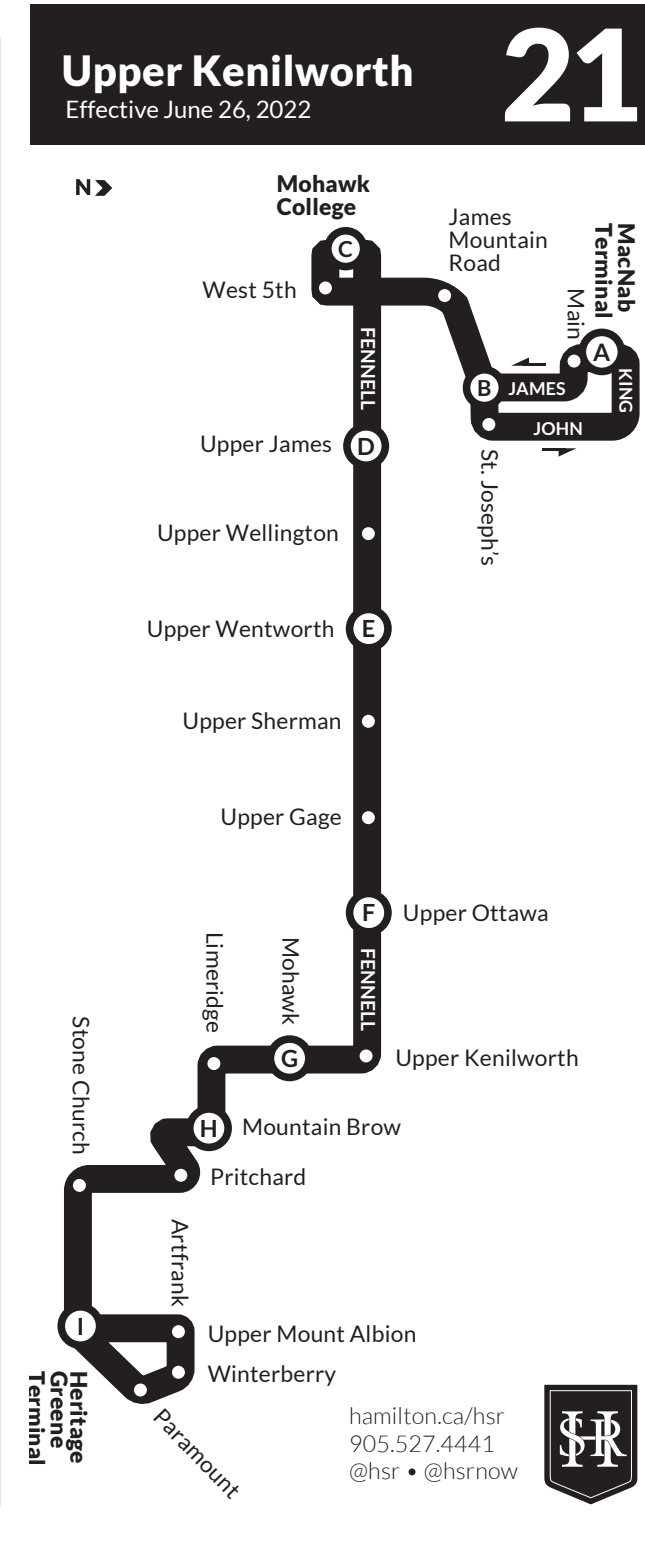 Upper Kenilworth
Effective June 26, 2022
21
N
Mohawk
College
C
West 5th
James
Mountain
Road
MacNab
Terminal
Main
A
KING
B
JAMES
JOHN
St. Joseph's
FENNELL
Upper James
D
Upper Wellington
Upper Wentworth
E
Upper Sherman
Upper Gage
F
Upper Ottawa
FENNELL
Limeridge
Mohawk
G
Upper Kenilworth
Stone Church
H
Mountain Brow
Pritchard
Artfrank
I
Upper Mount Albion
Winterberry
Heritage
Greene
Terminal
Paramount
hamilton.ca/hsr
905.527.4441
@hsr • @hsrnow
HSR